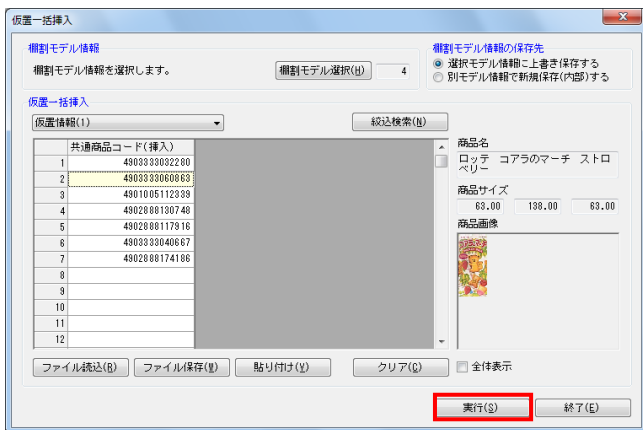 仮置一括挿入
棚割モデル情報
棚割モデル情報を選択します。
棚割モデル選択(H)
4
棚割モデル情報の保存先
選択モデル情報に上書き保存する
別モデル情報で新規保存(内部)する
仮置一括挿入
仮置情報(1)
絞込検索(N)
共通商品コード(挿入)
1 4903333032280
2 4903333060863
3 4901005112339
4 4902888130748
5 4902888117916
6 4903333040667
7 4902888174186
8
9
10
11
12
商品名
ロッテ コアラのマーチ ストロ
ベリー
商品サイズ
63.00 138.00 63.00
商品画像
ファイル読込(R)
ファイル保存(W)
貼り付け(Y)
クリア(C)
全体表示
実行(S)
終了(E)